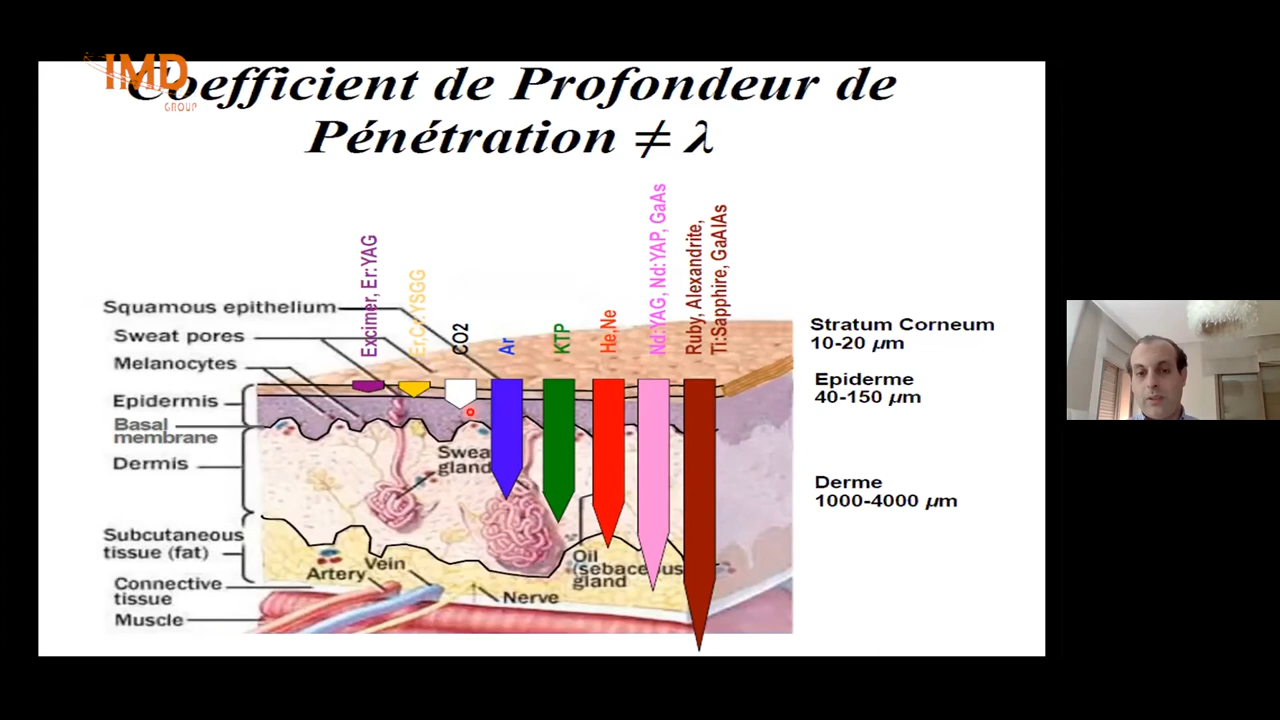 IMD
GROUP
Coefficient de Profondeur de
Pénétration ≠ λ
Excimer, Er:YAG
Er,Cr:YSGG
CO2
Ar
KTP
He,Ne
Nd:YAG, Nd:YAP, GaAs
Ruby, Alexandrite,
Ti:Sapphire, GaAlAs
Squamous epithelium
Sweat pores
Melanocytes
Epidermis
Basal
membrane
Dermis
Subcutaneous
tissue (fat)
Connective
tissue
Muscle
Swea
gland
Oil
(sebaceous
gland
Artery
Vein
Nerve
Stratum Corneum
10-20 µm
Epiderme
40-150 µm
Derme
1000-4000 µm